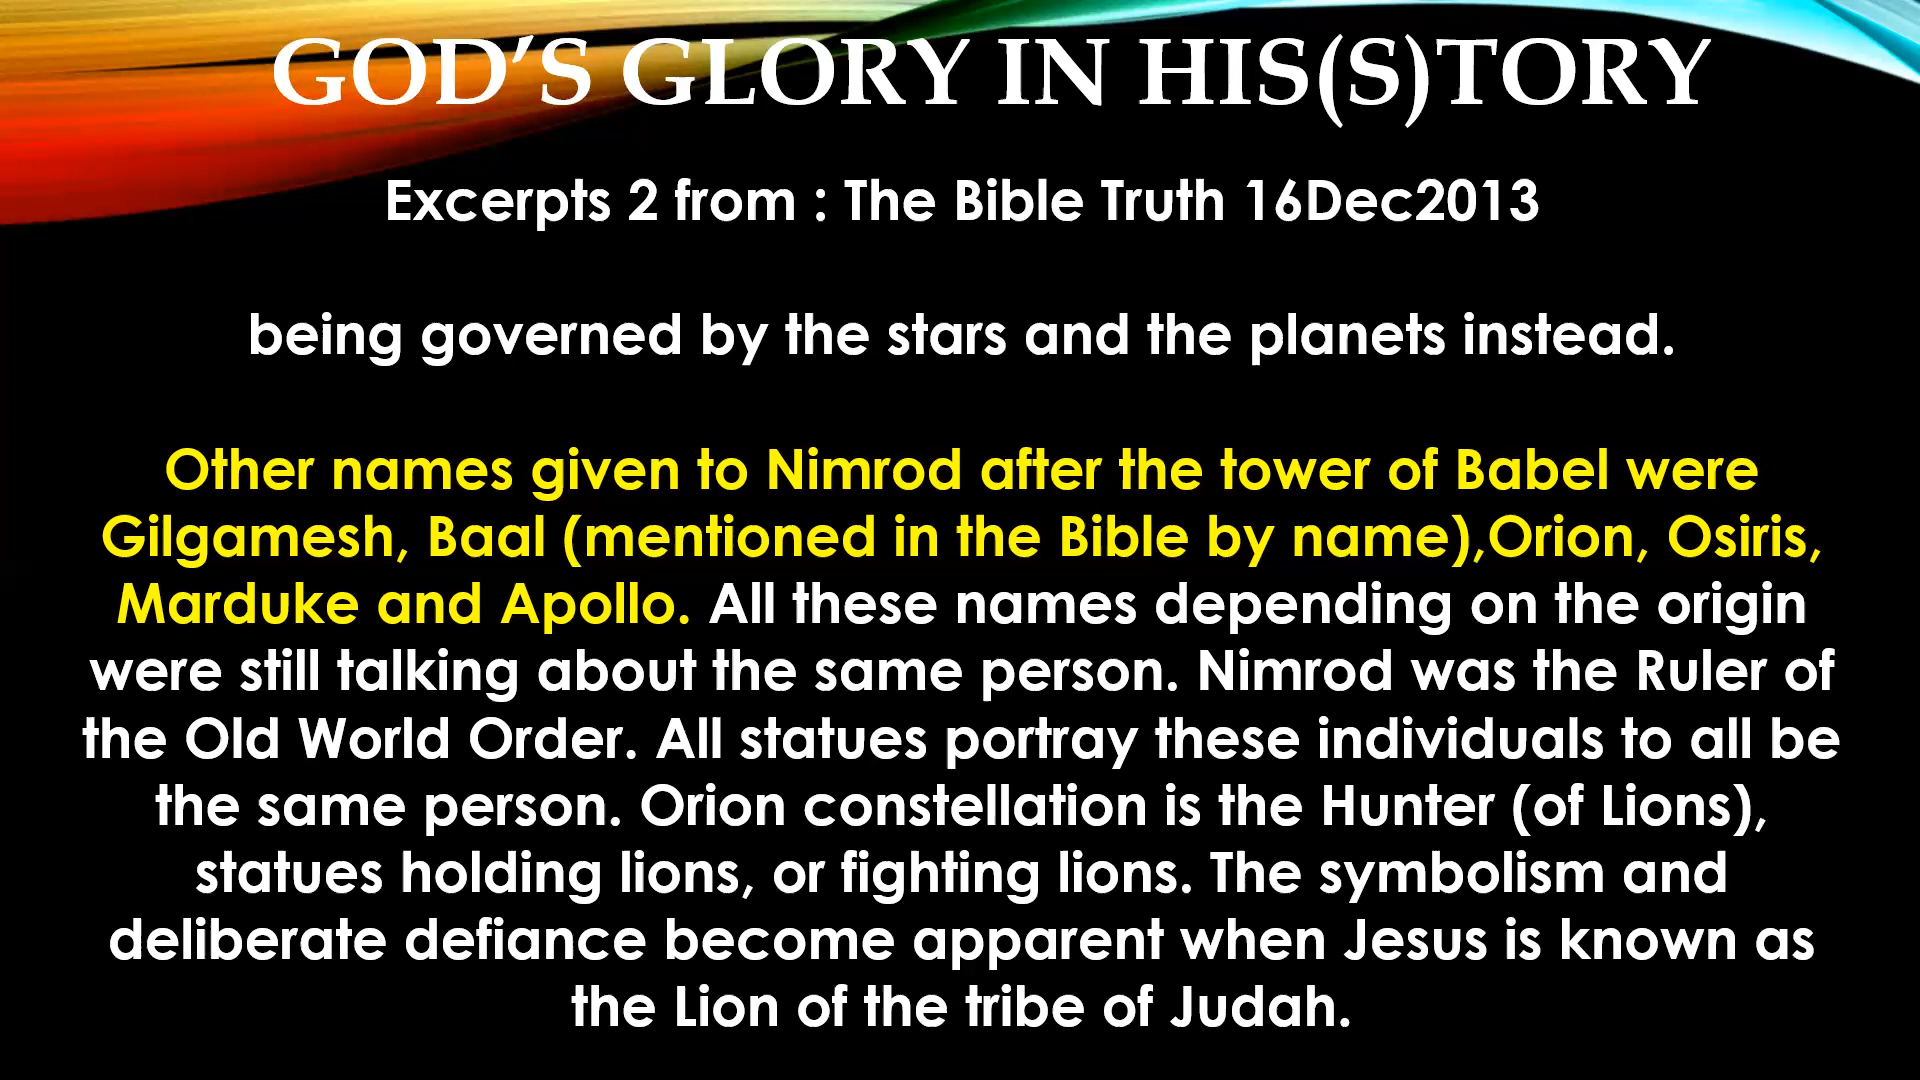 GOD’S GLORY IN HIS(S)TORY
Excerpts 2 from : The Bible Truth 16Dec2013
being governed by the stars and the planets instead.
Other names given to Nimrod after the tower of Babel were
Gilgamesh, Baal (mentioned in the Bible by name),Orion, Osiris,
Marduke and Apollo. All these names depending on the origin
were still talking about the same person. Nimrod was the Ruler of
the Old World Order. All statues portray these individuals to all be
the same person. Orion constellation is the Hunter (of Lions),
statues holding lions, or fighting lions. The symbolism and
deliberate defiance become apparent when Jesus is known as
the Lion of the tribe of Judah.